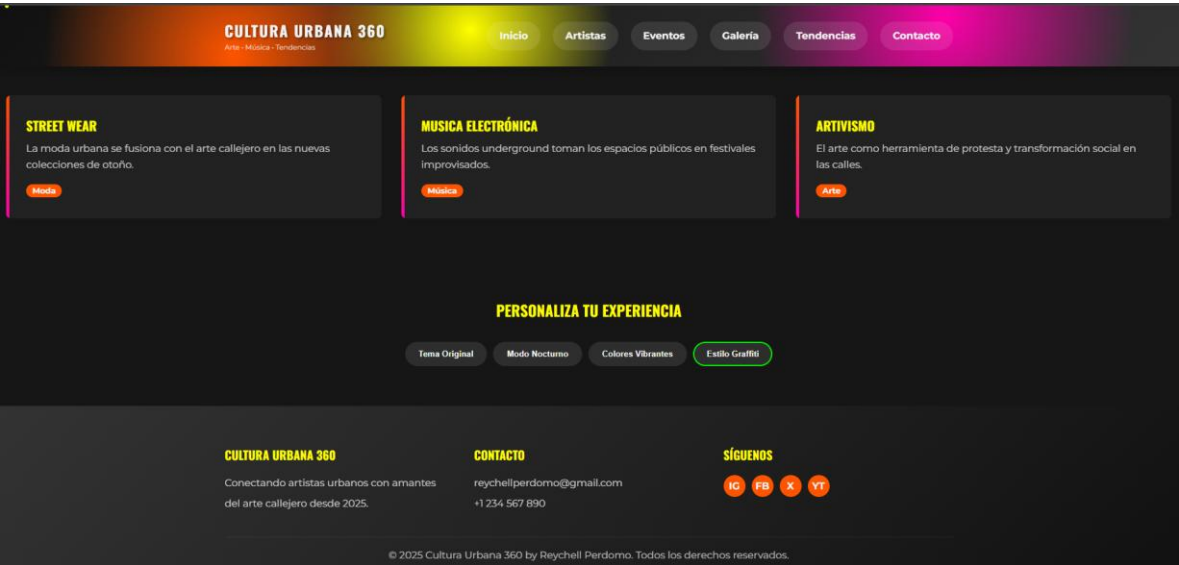 CULTURA URBANA 360
Arte - Música - Tendencias
Inicio
Artistas
Eventos
Galería
Tendencias
Contacto
STREET WEAR
La moda urbana se fusiona con el arte callejero en las nuevas
colecciones de otoño.
Moda
MUSICA ELECTRÓNICA
Los sonidos underground toman los espacios públicos en festivales
improvisados.
Música
ARTIVISMO
El arte como herramienta de protesta y transformación social en
las calles.
Arte
PERSONALIZA TU EXPERIENCIA
Tema Original
Modo Nocturno
Colores Vibrantes
Estilo Graffiti
CULTURA URBANA 360
Conectando artistas urbanos con amantes
del arte callejero desde 2025.
CONTACTO
reychellperdomo@gmail.com
+1 234 567 890
SÍGUENOS
IG
FB
X
YT
© 2025 Cultura Urbana 360 by Reychell Perdomo. Todos los derechos reservados.